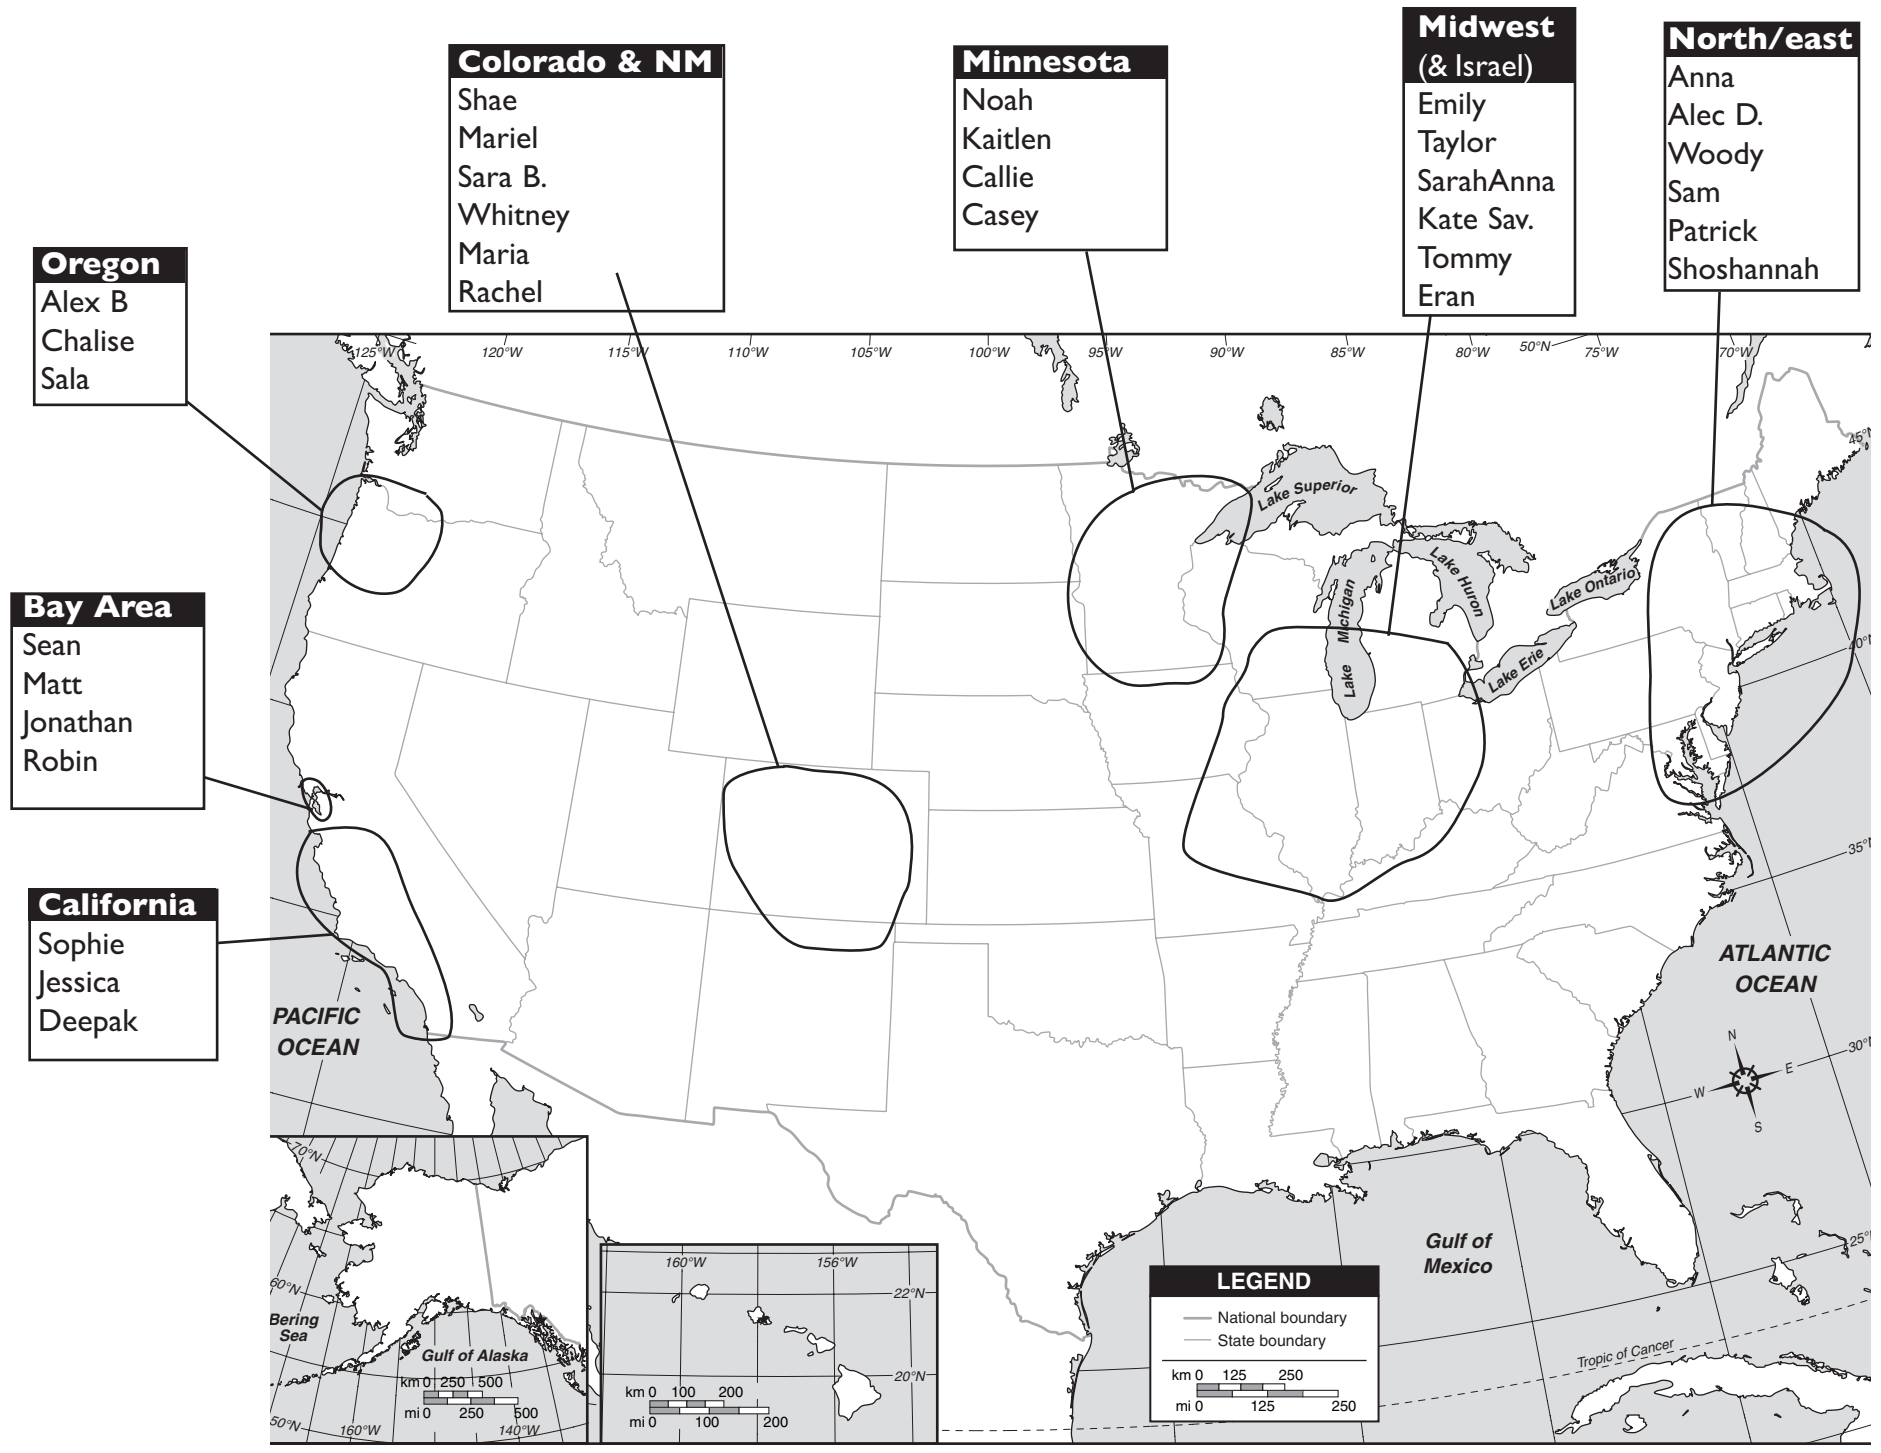 Colorado & NM
Shae
Mariel
Sara B.
Whitney
Maria
Rachel
Minnesota
Noah
Kaitlen
Callie
Casey
Midwest
(& Israel)
Emily
Taylor
SarahAnna
Kate Sav.
Tommy
Eran
North/east
Anna
Alec D.
Woody
Sam
Patrick
Shoshannah
Oregon
Alex B
Chalise
Sala
Bay Area
Sean
Matt
Jonathan
Robin
California
Sophie
Jessica
Deepak
125°W
120°W
115°W
110°W
105°W
100°W
95°W
90°W
85°W
80°W
50°N
75°W
70°W
45°N
40°N
35°N
30°N
25°N
Lake Superior
Lake Michigan
Lake Huron
Lake Ontario
Lake Erie
PACIFIC
OCEAN
ATLANTIC
OCEAN
N
E
W
S
Gulf of
Mexico
Tropic of Cancer
70°N
60°N
Bering
Sea
Gulf of Alaska
km 0 250 500
mi 0 250 500
50°N
160°W
140°W
160°W
156°W
22°N
20°N
km 0 100 200
mi 0 100 200
LEGEND
National boundary
State boundary
km 0 125 250
mi 0 125 250